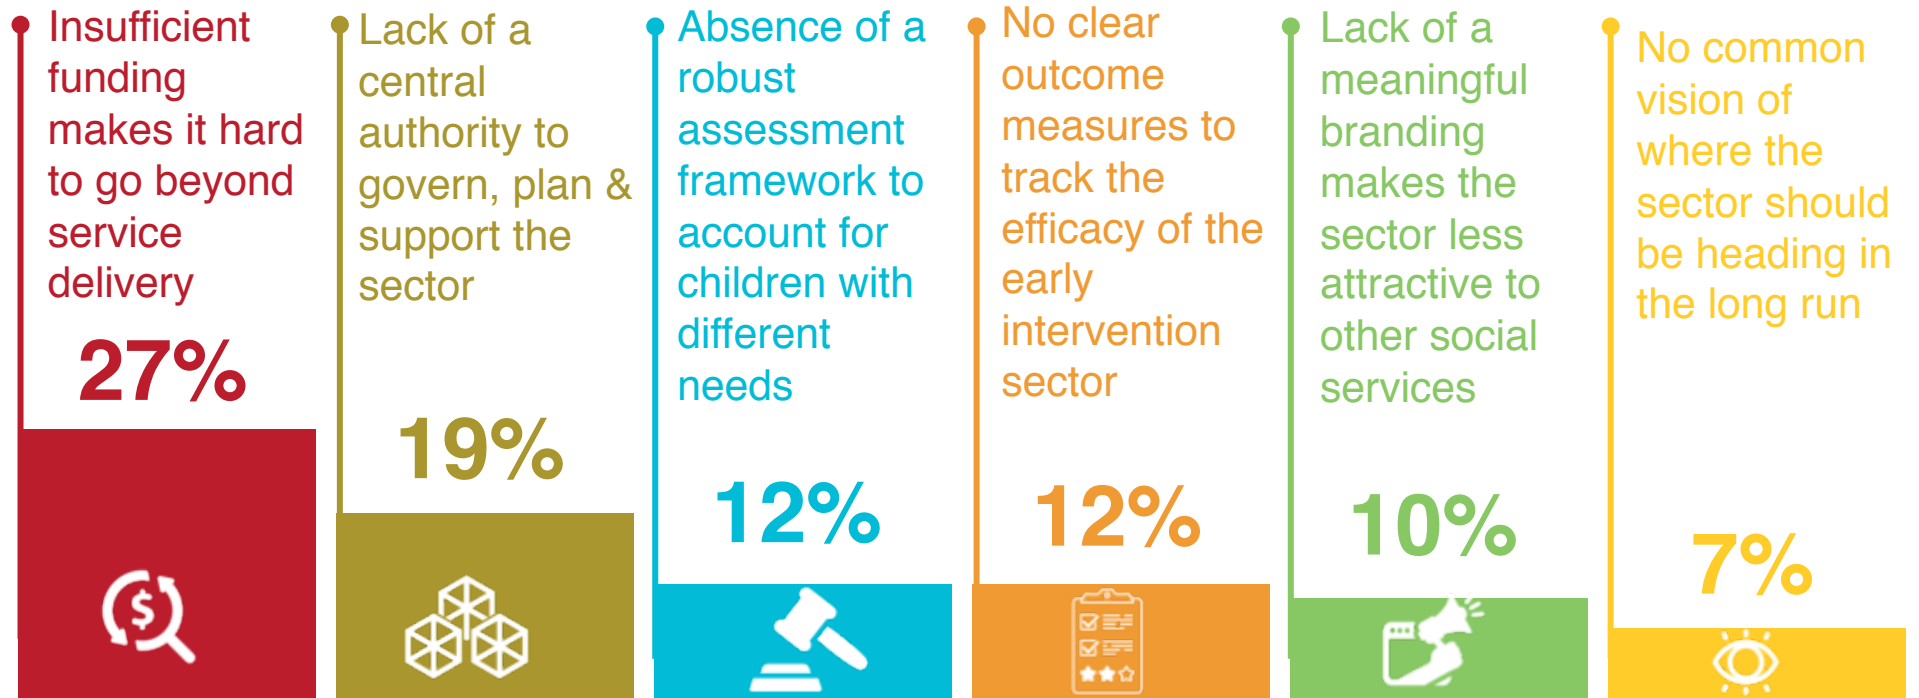 Insufficient
funding
makes it hard
to go beyond
service
delivery
27%
Lack of a
central
authority to
govern, plan &
support the
sector
19%
Absence of a
robust
assessment
framework to
account for
children with
different
needs
12%
No clear
outcome
measures to
track the
efficacy of the
early
intervention
sector
12%
Lack of a
meaningful
branding
makes the
sector less
attractive to
other social
services
10%
No common
vision of
where the
sector should
be heading in
the long run
7%
$